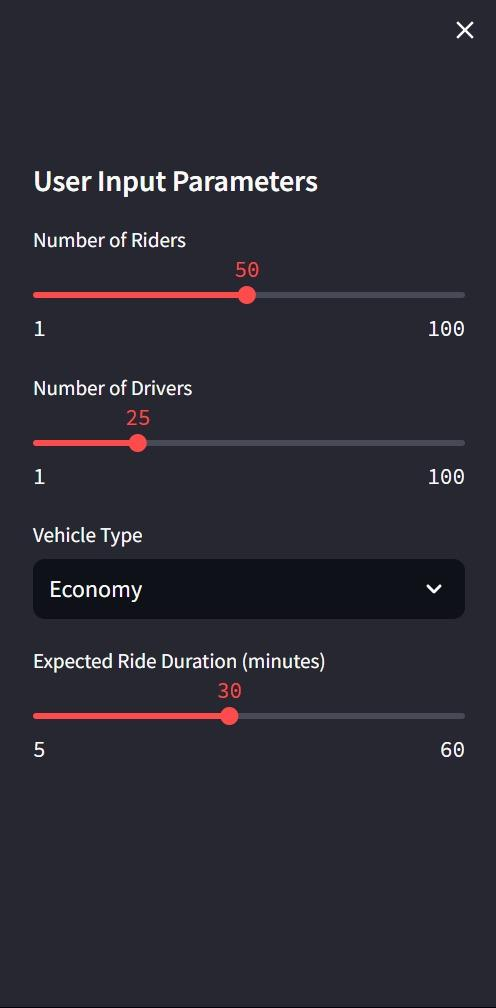 User Input Parameters
Number of Riders
50
1 100
Number of Drivers
25
1 100
Vehicle Type
Economy
Expected Ride Duration (minutes)
30
5 60